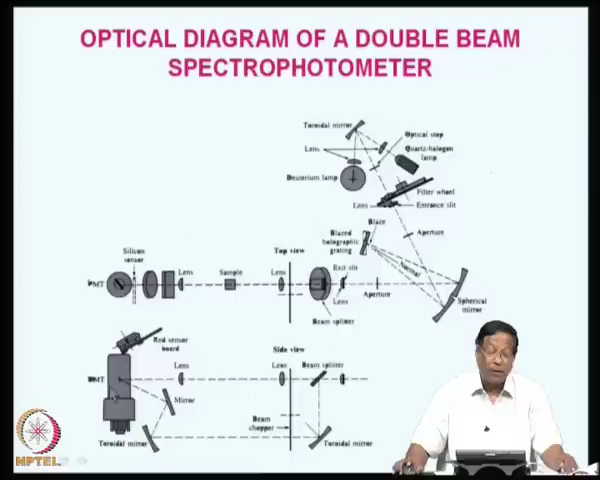 OPTICAL DIAGRAM OF A DOUBLE BEAM
SPECTROPHOTOMETER
Toroidal mirror
Optical stop
Lens
Quartz-halogen
lamp
Deuterium lamp
Filter wheel
Lens
Entrance slit
Blaze
Blazed
holographic
grating
Aperture
Silicon
sensor
Top view
Normal
Lens
Sample
Lens
Exit slit
PMT
Lens
Aperture
Spherical
mirror
Beam splitter
Red sensor
board
Side view
Lens
Lens
Beam splitter
PMT
Mirror
Beam
chopper
Toroidal mirror
Toroidal mirror
NPTEL